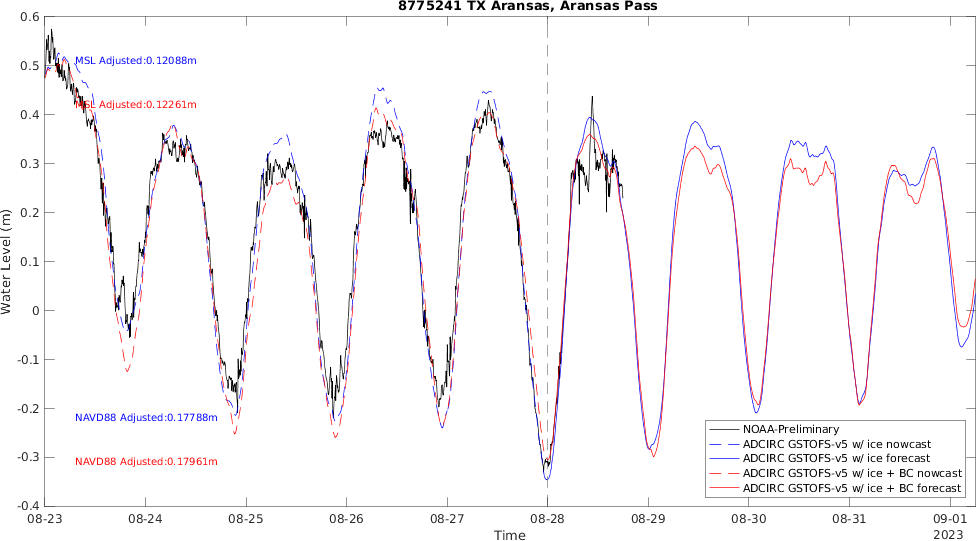 8775241 TX Aransas, Aransas Pass
0.6
0.5
0.4
0.3
0.2
0.1
0
-0.1
-0.2
-0.3
-0.4
Water Level (m)
MSL Adjusted:0.12088m
MSL Adjusted:0.12261m
NAVD88 Adjusted:0.17788m
NAVD88 Adjusted:0.17961m
NOAA-Preliminary
ADCIRC GSTOFS-v5 w/ ice nowcast
ADCIRC GSTOFS-v5 w/ ice forecast
ADCIRC GSTOFS-v5 w/ ice + BC nowcast
ADCIRC GSTOFS-v5 w/ ice + BC forecast
08-23 08-24 08-25 08-26 08-27 08-28 08-29 08-30 08-31 09-01
2023
Time